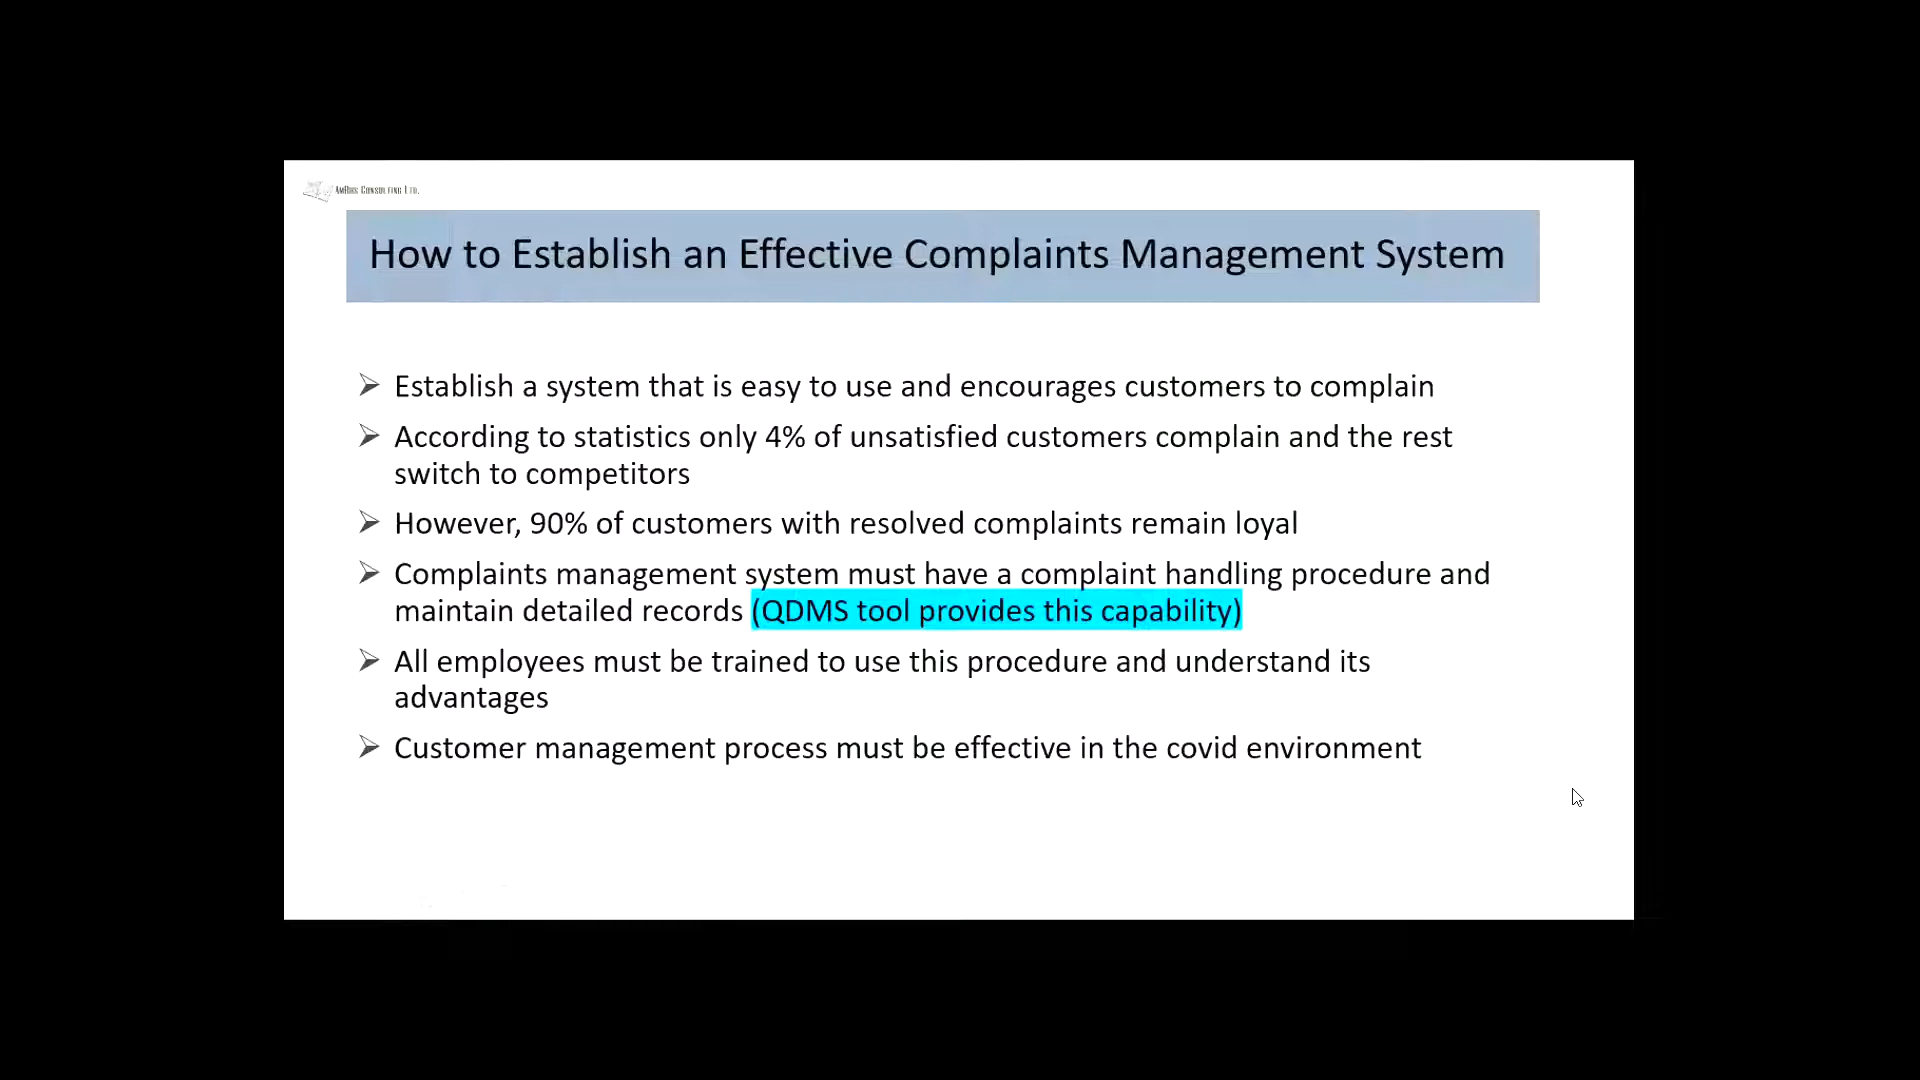 How to Establish an Effective Complaints Management System
Establish a system that is easy to use and encourages customers to complain
According to statistics only 4% of unsatisfied customers complain and the rest
switch to competitors
However, 90% of customers with resolved complaints remain loyal
Complaints management system must have a complaint handling procedure and
maintain detailed records (QDMS tool provides this capability)
All employees must be trained to use this procedure and understand its
advantages
Customer management process must be effective in the covid environment